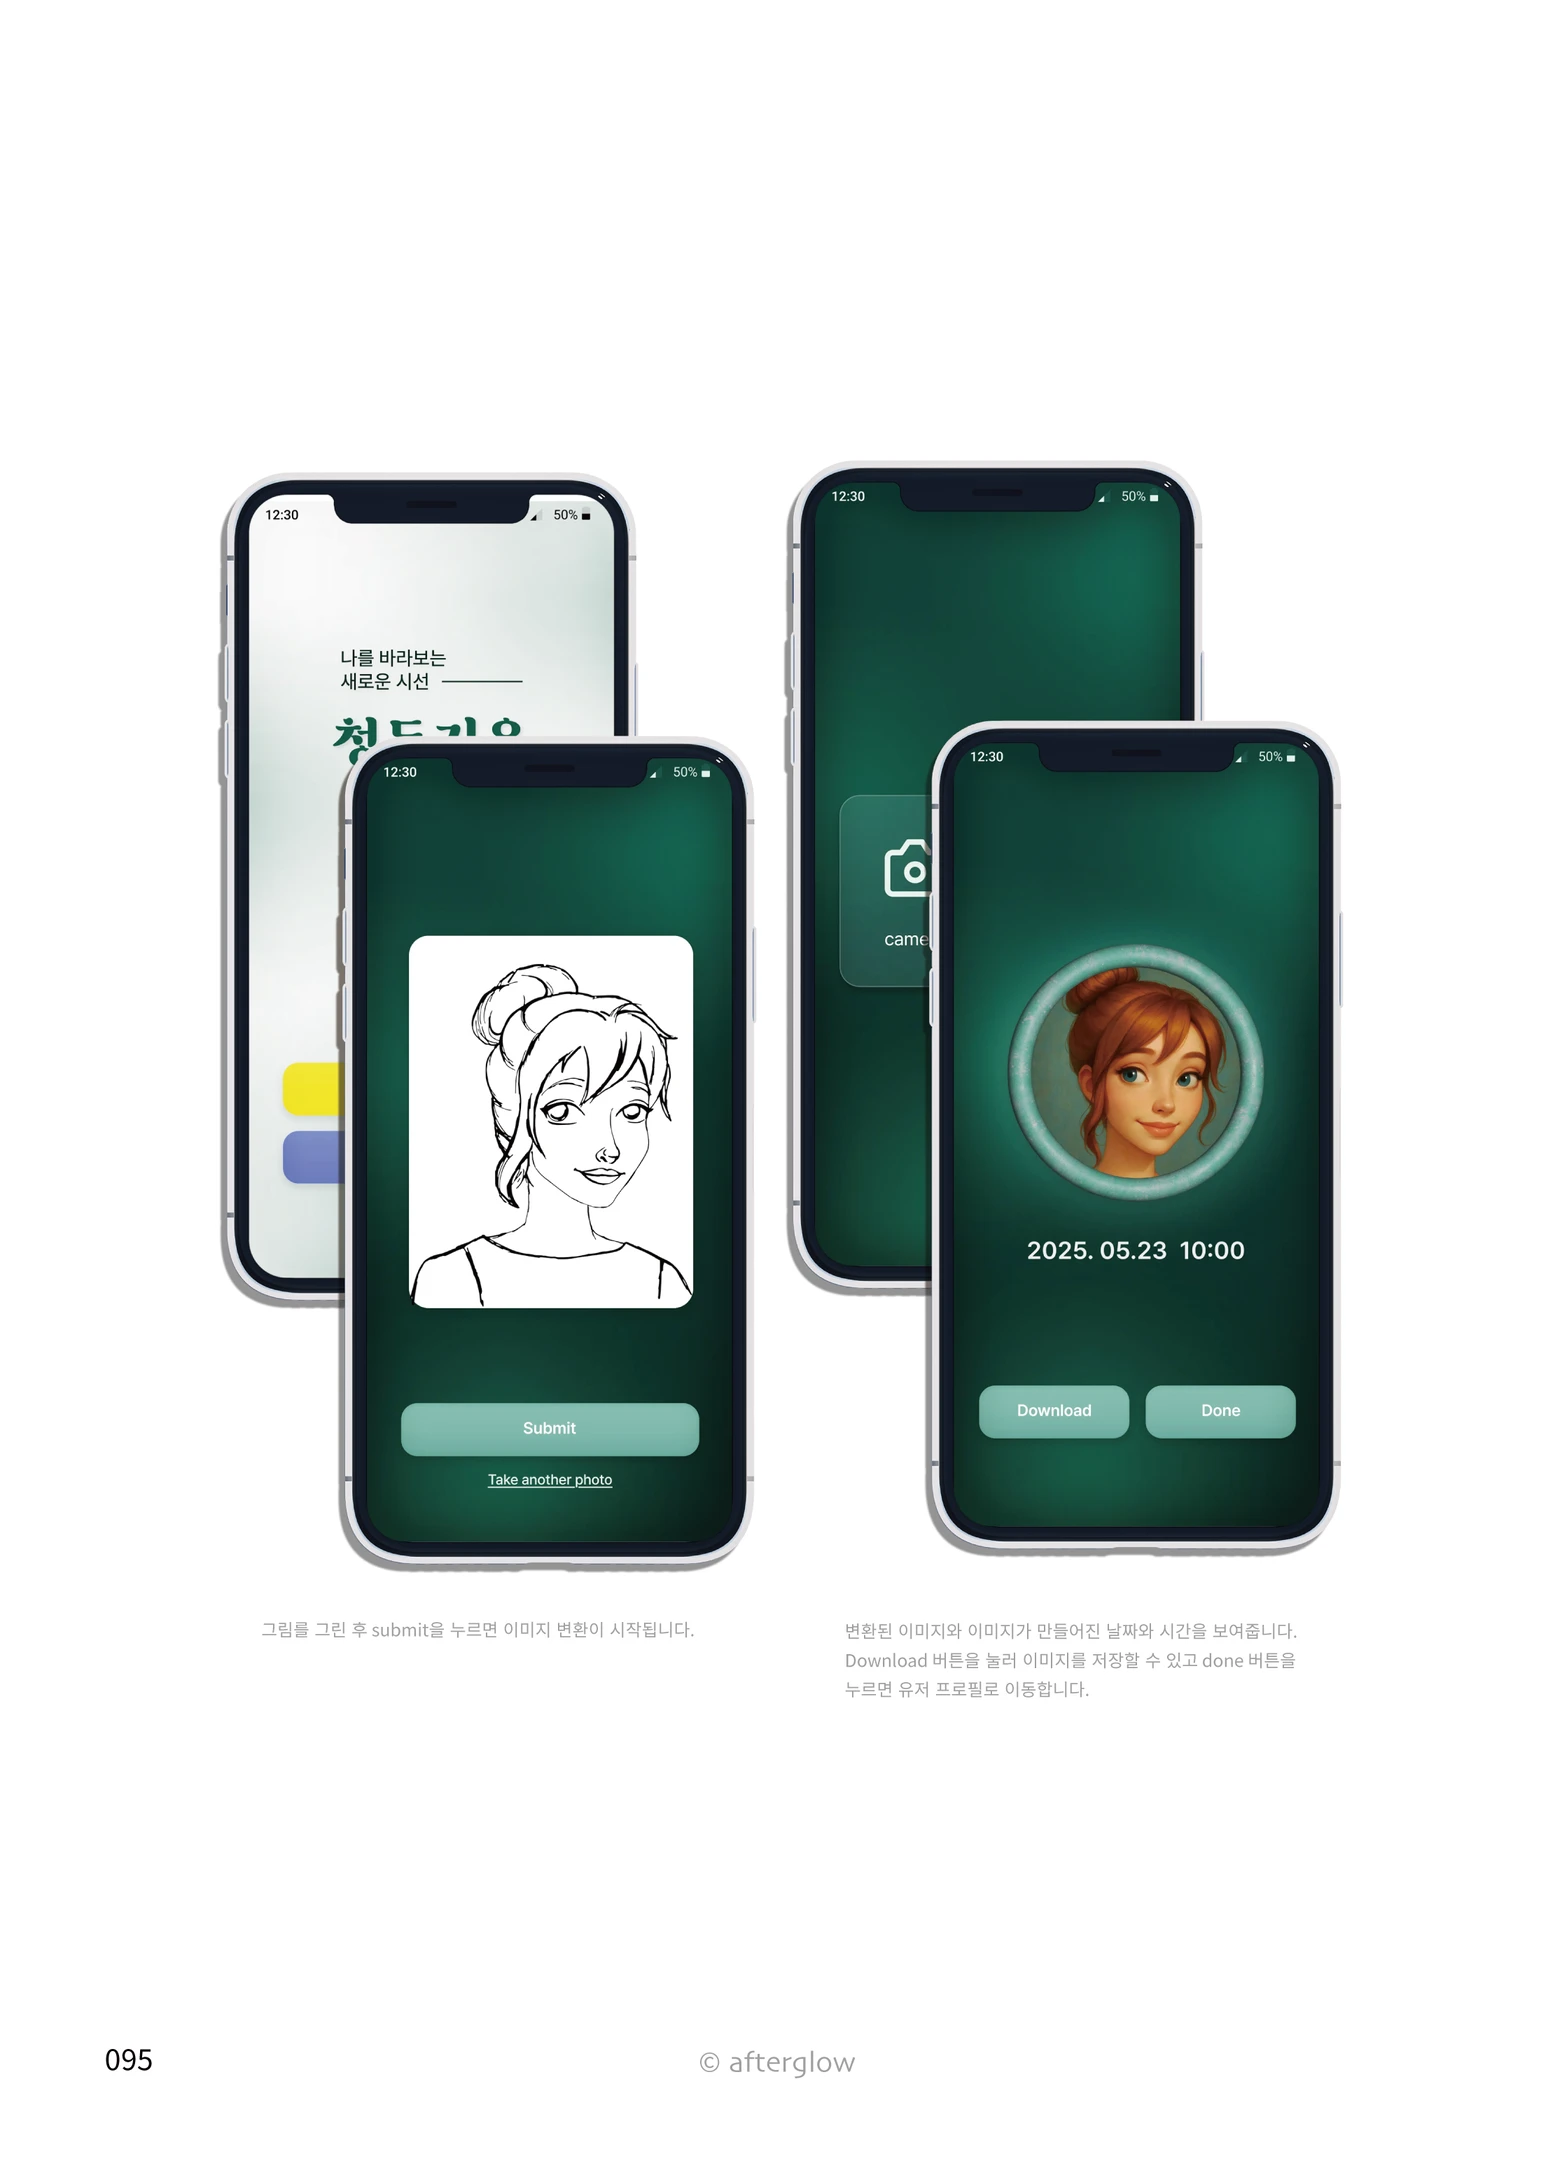 12:30
50%
나를 바라보는
새로운 시선
12:30
50%
Submit
Take another photo
12:30
50%
12:30
50%
2025. 05.23 10:00
Download
Done
그림를 그린 후 submit을 누르면 이미지 변환이 시작됩니다.
변환된 이미지와 이미지가 만들어진 날짜와 시간을 보여줍니다.
Download 버튼을 눌러 이미지를 저장할 수 있고 done 버튼을
누르면 유저 프로필로 이동합니다.
095
© afterglow